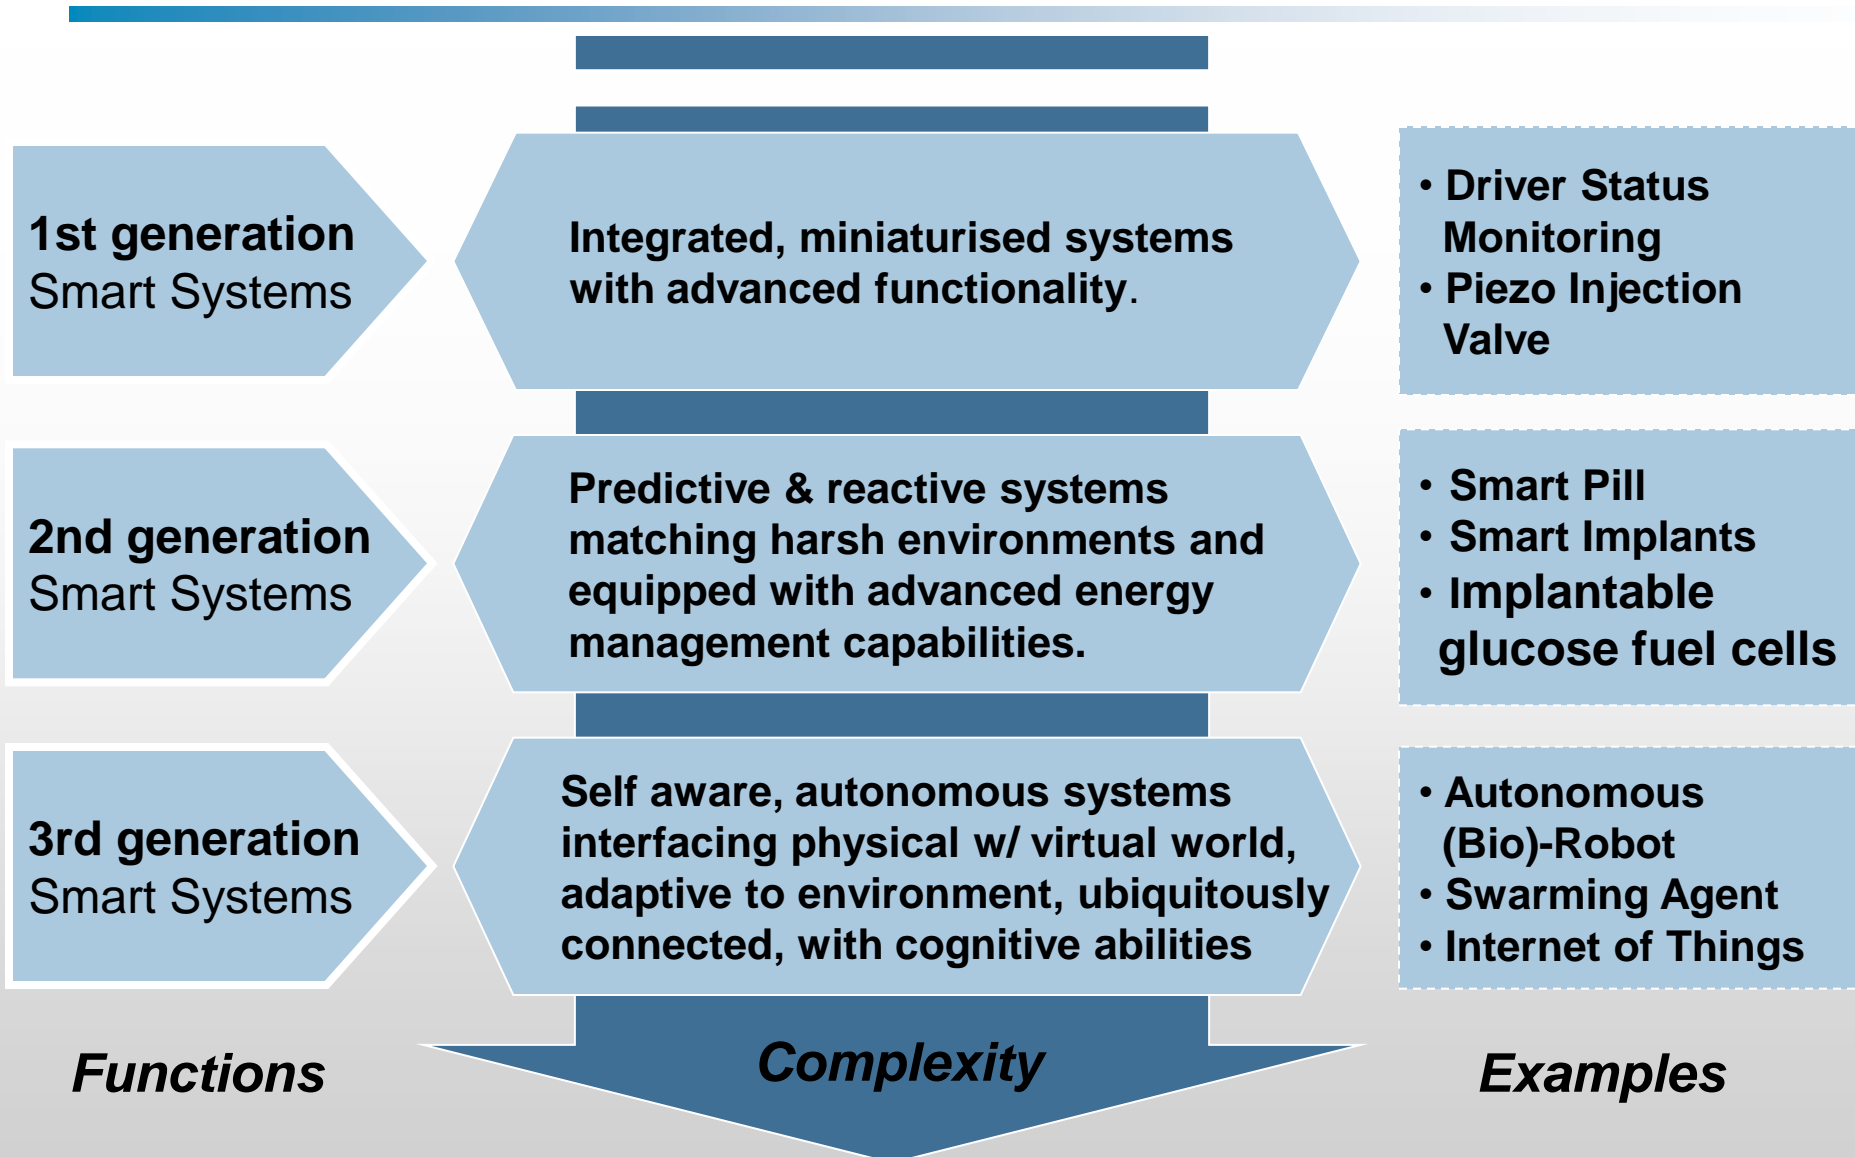 1st generation
Smart Systems
Integrated, miniaturised systems
with advanced functionality.
• Driver Status
Monitoring
• Piezo Injection
Valve
2nd generation
Smart Systems
Predictive & reactive systems
matching harsh environments and
equipped with advanced energy
management capabilities.
• Smart Pill
• Smart Implants
• Implantable
glucose fuel cells
3rd generation
Smart Systems
Self aware, autonomous systems
interfacing physical w/ virtual world,
adaptive to environment, ubiquitously
connected, with cognitive abilities
• Autonomous
(Bio)-Robot
• Swarming Agent
• Internet of Things
Functions
Complexity
Examples